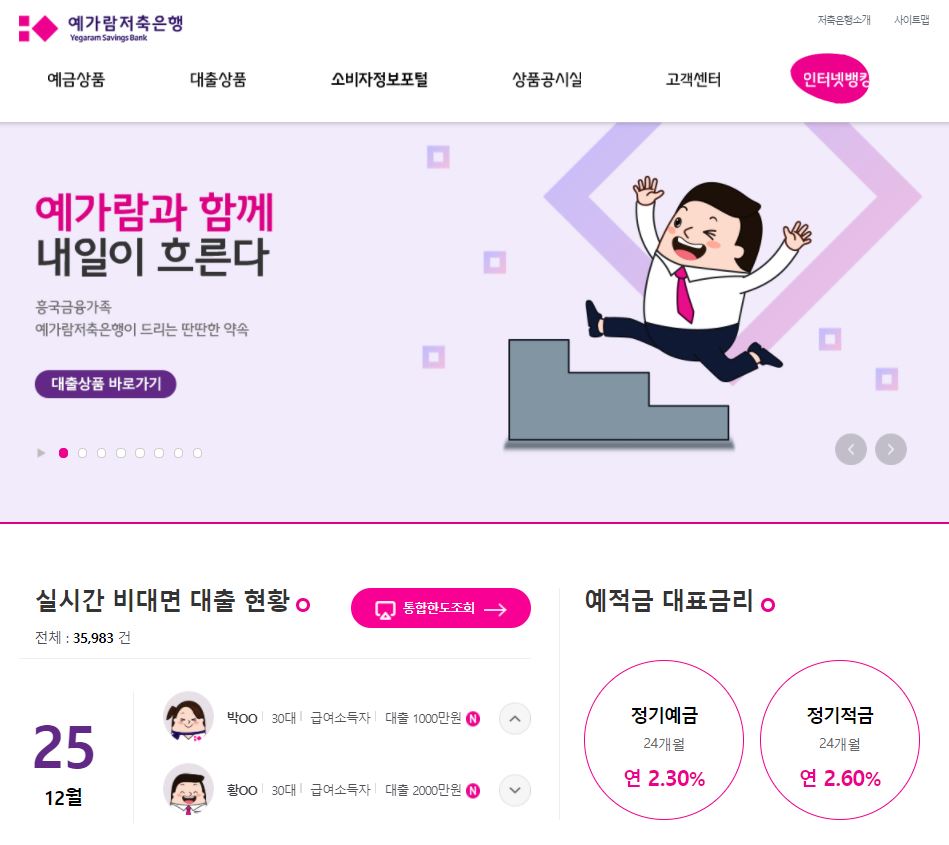 예가람저축은행
Yegaram Savings Bank
저축은행소개 사이트맵
예금상품 대출상품 소비자정보포털 상품공시실 고객센터 인터넷뱅킹
예가람과 함께
내일이 흐른다
흥국금융가족
예가람저축은행이 드리는 딴딴한 약속
대출상품 바로가기
실시간 비대면 대출 현황
통합한도조회
전체 : 35,983 건
25
12월
박OO 30대 급여소득자 대출 1000만원 N
황OO 30대 급여소득자 대출 2000만원 N
예적금 대표금리
정기예금
24개월
연 2.30%
정기적금
24개월
연 2.60%